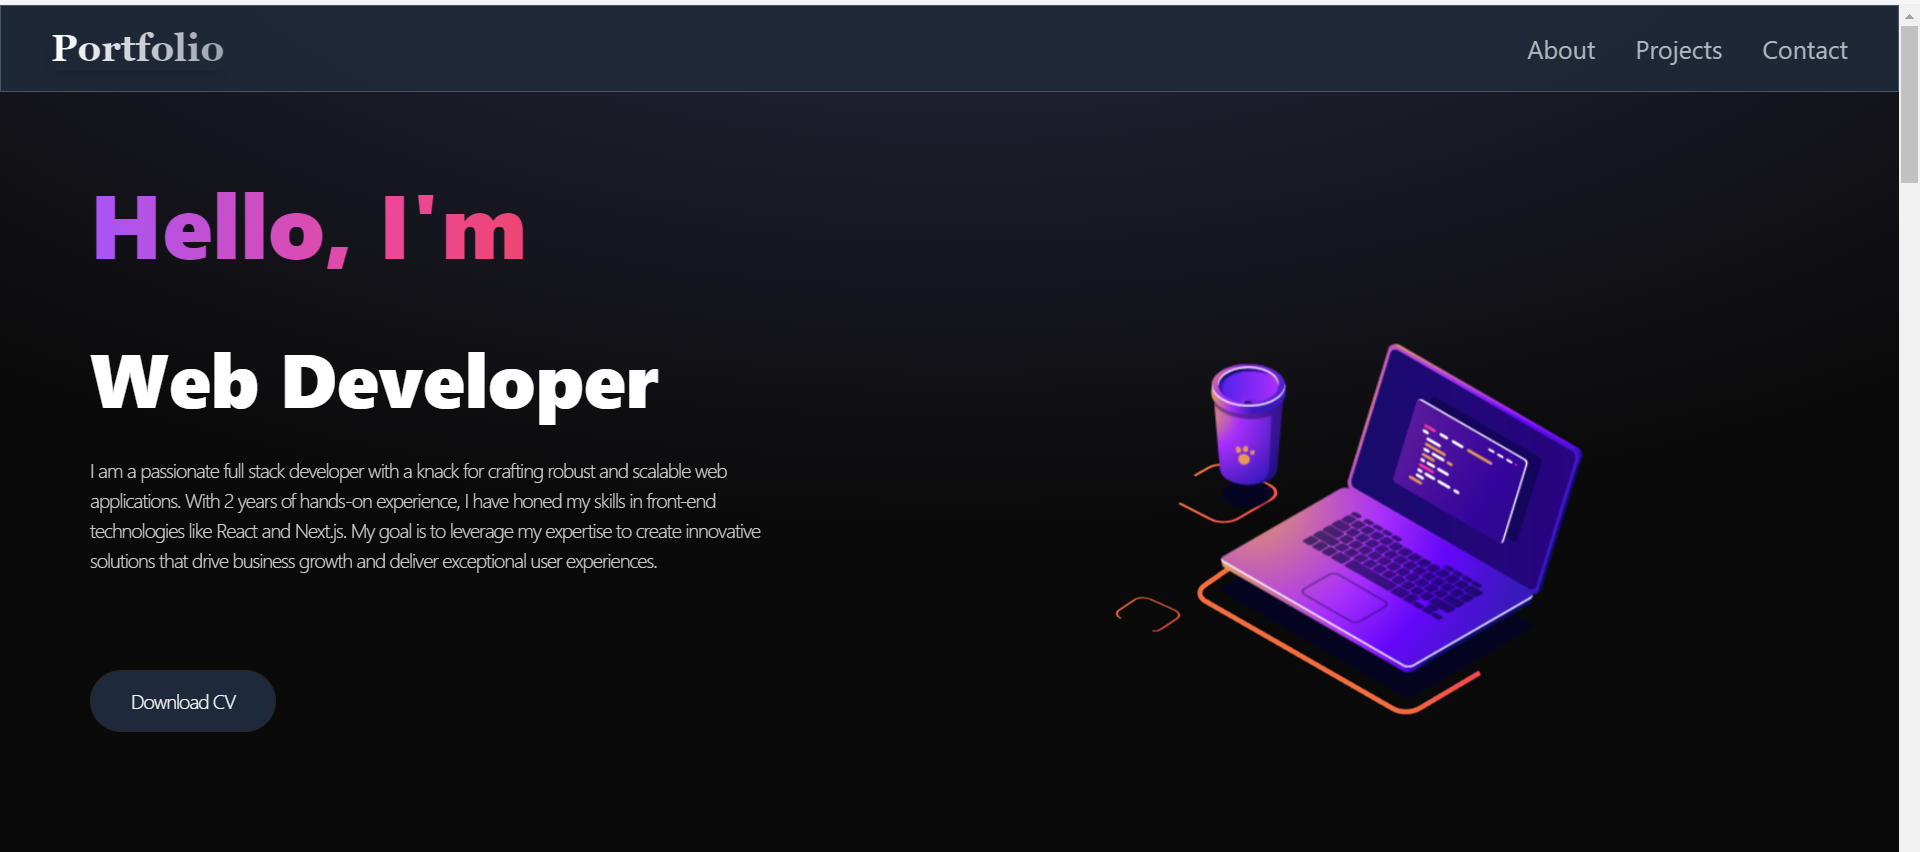 Portfolio
About Projects Contact
Hello, I'm
Web Developer
I am a passionate full stack developer with a knack for crafting robust and scalable web
applications. With 2 years of hands-on experience, I have honed my skills in front-end
technologies like React and Next.js. My goal is to leverage my expertise to create innovative
solutions that drive business growth and deliver exceptional user experiences.
Download CV